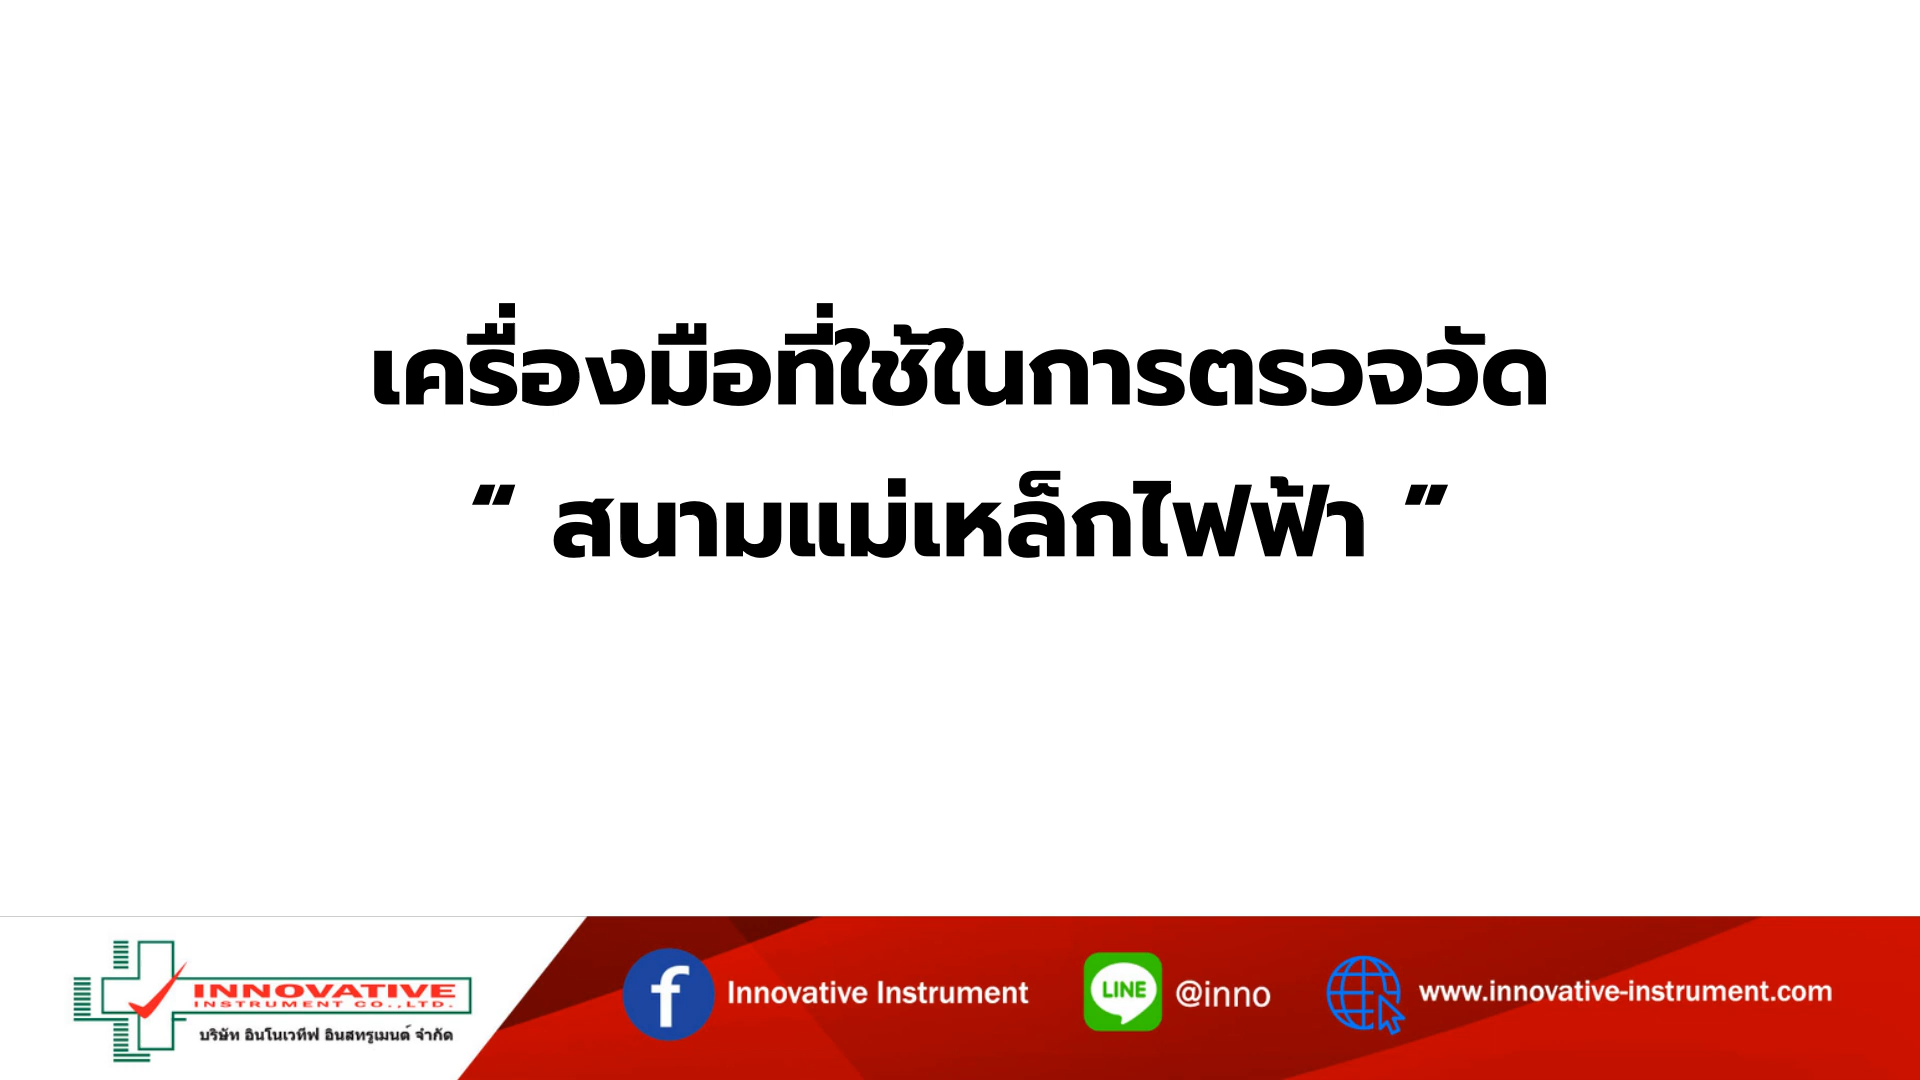 เครื่องมือที่ใช้ในการตรวจวัด
“ สนามแม่เหล็กไฟฟ้า ”
INNOVATIVE
INSTRUMENT CO.,LTD.
บริษัท อินโนเวทีฟ อินสทรูเมนต์ จำกัด
f Innovative Instrument
LINE @inno
www.innovative-instrument.com